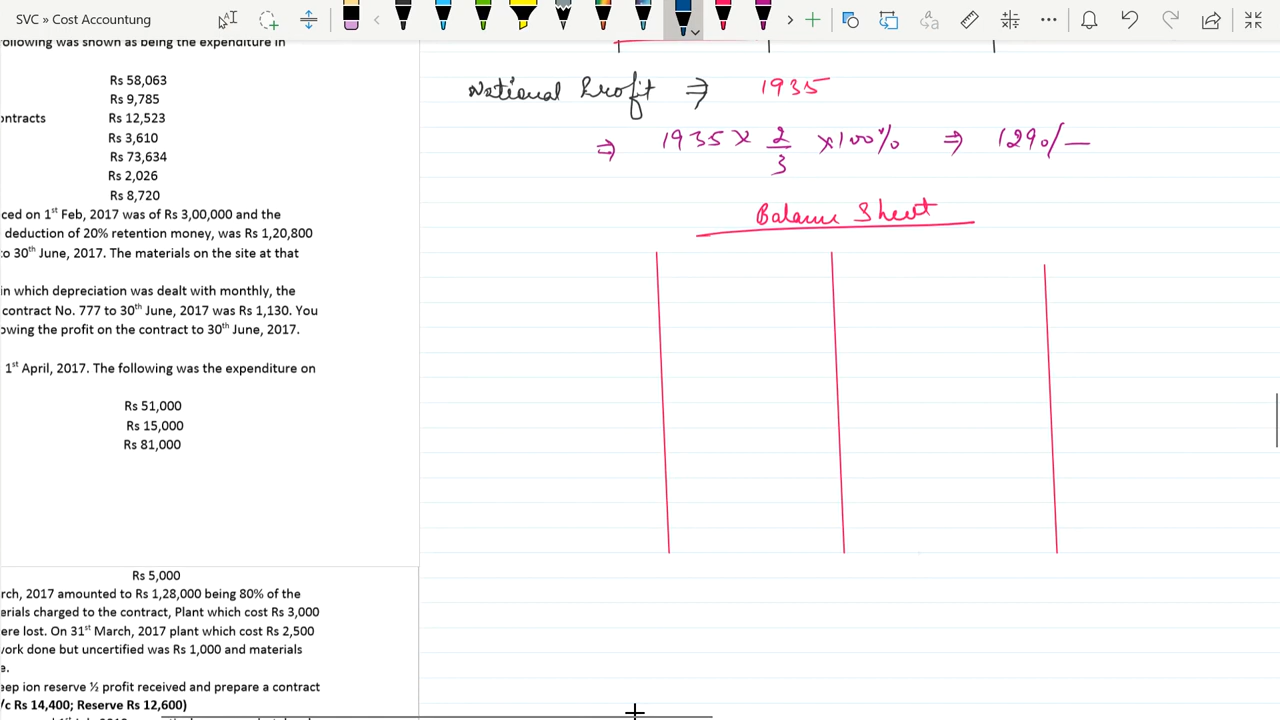 SVC » Cost Accountung
ollowing was shown as being the expenditure in
Rs 58,063
Rs 9,785
ontracts Rs 12,523
Rs 3,610
Rs 73,634
Rs 2,026
Rs 8,720
ced on 1st Feb, 2017 was of Rs 3,00,000 and the
deduction of 20% retention money, was Rs 1,20,800
to 30th June, 2017. The materials on the site at that
in which depreciation was dealt with monthly, the
contract No. 777 to 30th June, 2017 was Rs 1,130. You
owing the profit on the contract to 30th June, 2017.
1st April, 2017. The following was the expenditure on
Rs 51,000
Rs 15,000
Rs 81,000
Rs 5,000
rch, 2017 amounted to Rs 1,28,000 being 80% of the
erials charged to the contract, Plant which cost Rs 3,000
ere lost. On 31st March, 2017 plant which cost Rs 2,500
work done but uncertified was Rs 1,000 and materials
e.
eep ion reserve ½ profit received and prepare a contract
/c Rs 14,400; Reserve Rs 12,600)
National Profit ⇒ 1935
⇒ 1935 × 2/3 × 100% ⇒ 1290/—
Balance Sheet